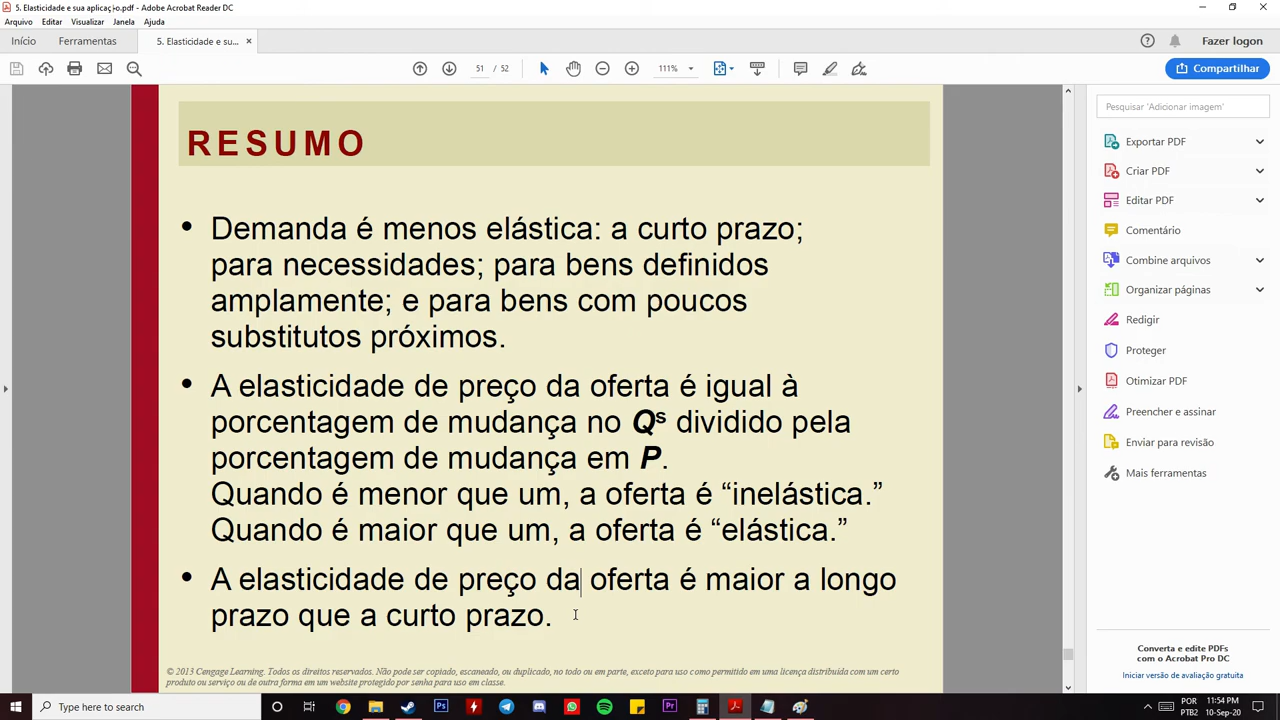 5. Elasticidade e sua aplicação.pdf - Adobe Acrobat Reader DC
Arquivo Editar Visualizar Janela Ajuda
Início Ferramentas 5. Elasticidade e su... × Fazer logon
51 / 52 111% Compartilhar
RESUMO
• Demanda é menos elástica: a curto prazo;
para necessidades; para bens definidos
amplamente; e para bens com poucos
substitutos próximos.
• A elasticidade de preço da oferta é igual à
porcentagem de mudança no Qˢ dividido pela
porcentagem de mudança em P.
Quando é menor que um, a oferta é “inelástica.”
Quando é maior que um, a oferta é “elástica.”
• A elasticidade de preço da oferta é maior a longo
prazo que a curto prazo.
© 2013 Cengage Learning. Todos os direitos reservados. Não pode ser copiado, escaneado, ou duplicado, no todo ou em parte, exceto para uso como permitido em uma licença distribuída com um certo
produto ou serviço ou de outra forma em um website protegido por senha para uso em classe.
Pesquisar 'Adicionar imagem'
Exportar PDF
Criar PDF
Editar PDF
Comentário
Combine arquivos
Organizar páginas
Redigir
Proteger
Otimizar PDF
Preencher e assinar
Enviar para revisão
Mais ferramentas
Converta e edite PDFs
com o Acrobat Pro DC
Iniciar versão de avaliação gratuita
Type here to search
Ps
Pr
POR
PTB2
11:54 PM
10-Sep-20